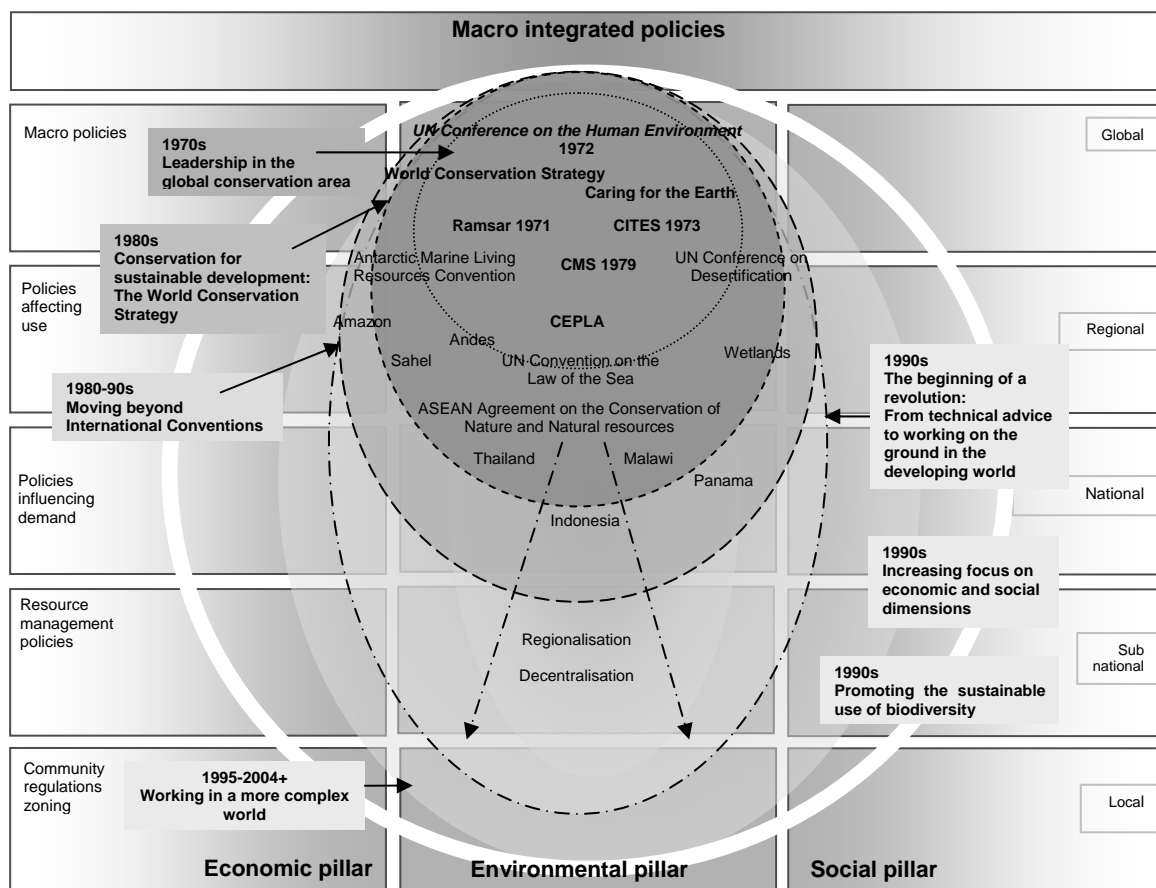 Macro integrated policies
Macro policies
Global
1970s
Leadership in the
global conservation area
UN Conference on the Human Environment
1972
World Conservation Strategy
Caring for the Earth
Ramsar 1971
CITES 1973
1980s
Conservation for
sustainable development:
The World Conservation
Strategy
Antarctic Marine Living
Resources Convention
CMS 1979
UN Conference on
Desertification
Policies
affecting
use
Regional
Amazon
CEPLA
Andes
Sahel
UN Convention on the
Law of the Sea
Wetlands
1980-90s
Moving beyond
International Conventions
1990s
The beginning of a
revolution:
From technical advice
to working on the
ground in the
developing world
ASEAN Agreement on the Conservation of
Nature and Natural resources
Thailand
Malawi
Panama
Policies
influencing
demand
National
Indonesia
1990s
Increasing focus on
economic and social
dimensions
Resource
management
policies
Regionalisation
Decentralisation
Sub
national
1990s
Promoting the sustainable
use of biodiversity
Community
regulations
zoning
1995-2004+
Working in a more complex
world
Local
Economic pillar
Environmental pillar
Social pillar